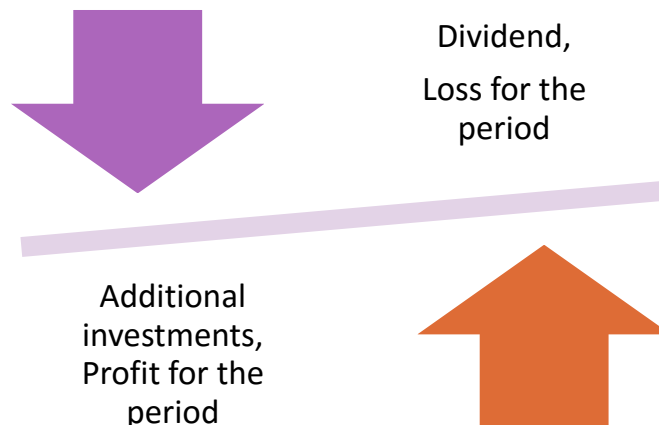 Dividend,
Loss for the
period
Additional
investments,
Profit for the
period